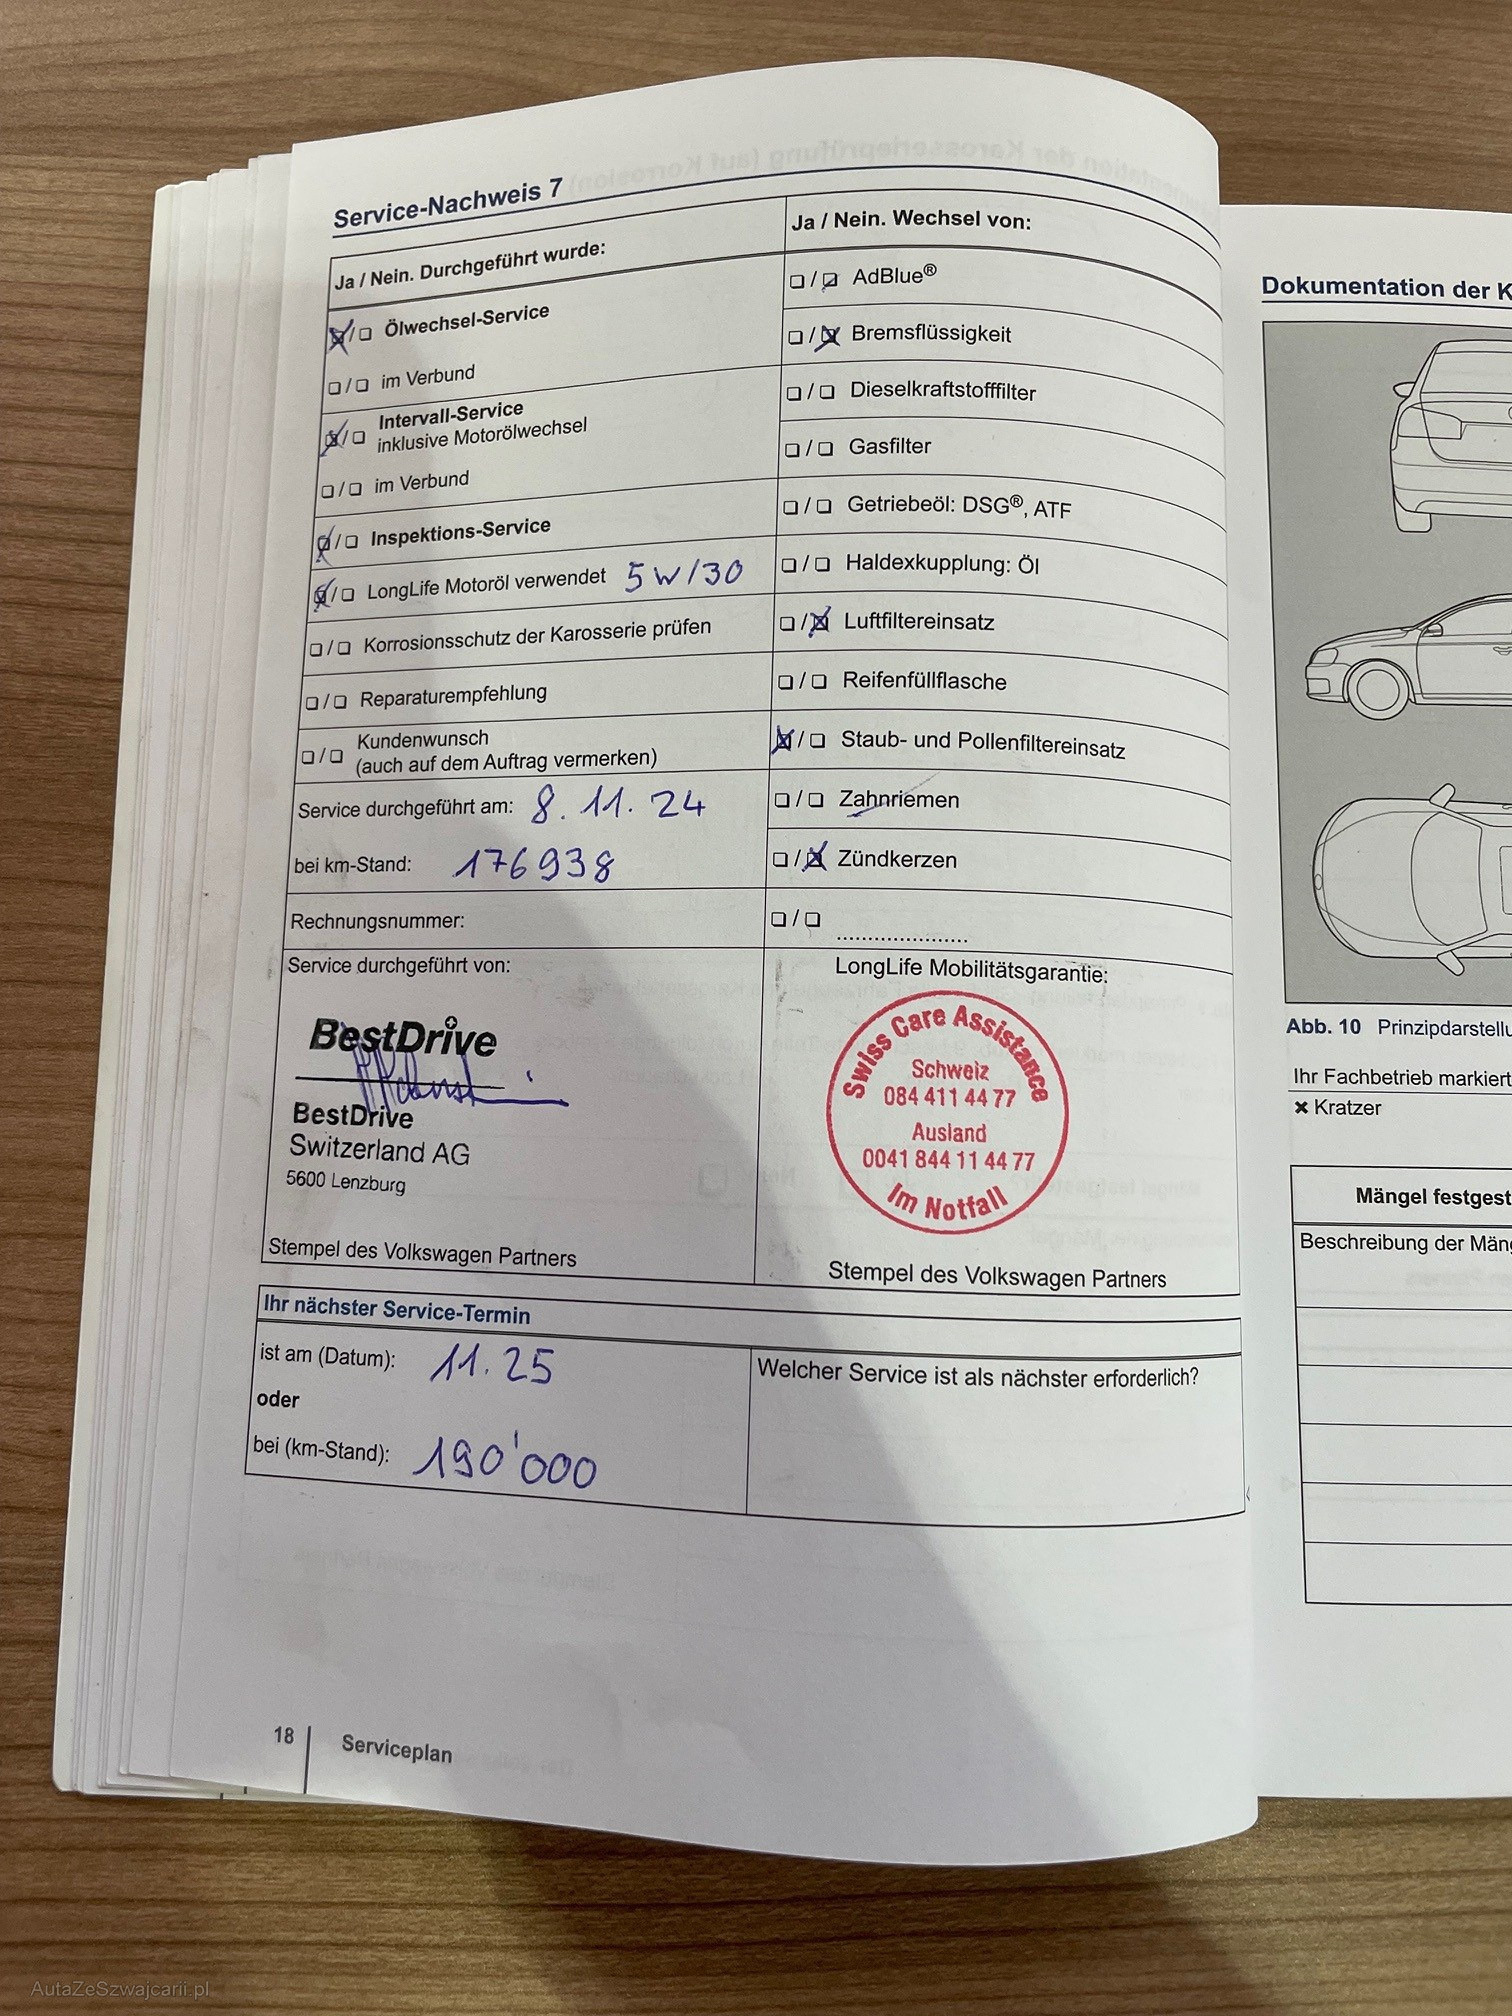 Service-Nachweis 7
Ja / Nein. Durchgeführt wurde:
Ölwechsel-Service
im Verbund
Intervall-Service
inklusive Motorölwechsel
im Verbund
Inspektions-Service
LongLife Motoröl verwendet 5W/30
Korrosionsschutz der Karosserie prüfen
Reparaturempfehlung
Kundenwunsch
(auch auf dem Auftrag vermerken)
Service durchgeführt am: 8.11.24
bei km-Stand: 176938
Rechnungsnummer:
Service durchgeführt von:
BestDrive
BestDrive
Switzerland AG
5600 Lenzburg
Stempel des Volkswagen Partners
Ja / Nein. Wechsel von:
AdBlue®
Bremsflüssigkeit
Dieselkraftstofffilter
Gasfilter
Getriebeöl: DSG®, ATF
Haldexkupplung: Öl
Luftfiltereinsatz
Reifenfüllflasche
Staub- und Pollenfiltereinsatz
Zahnriemen
Zündkerzen
LongLife Mobilitätsgarantie:
Swiss Care Assistance
Schweiz
084 411 44 77
Ausland
0041 844 11 44 77
Im Notfall
Stempel des Volkswagen Partners
Ihr nächster Service-Termin
ist am (Datum): 11.25
oder
bei (km-Stand): 190'000
Welcher Service ist als nächster erforderlich?
18 Serviceplan
Dokumentation der K
Abb. 10 Prinzipdarstellu
Ihr Fachbetrieb markiert
✖ Kratzer
Mängel festgest
Beschreibung der Män
AutaZeSzwajcarii.pl